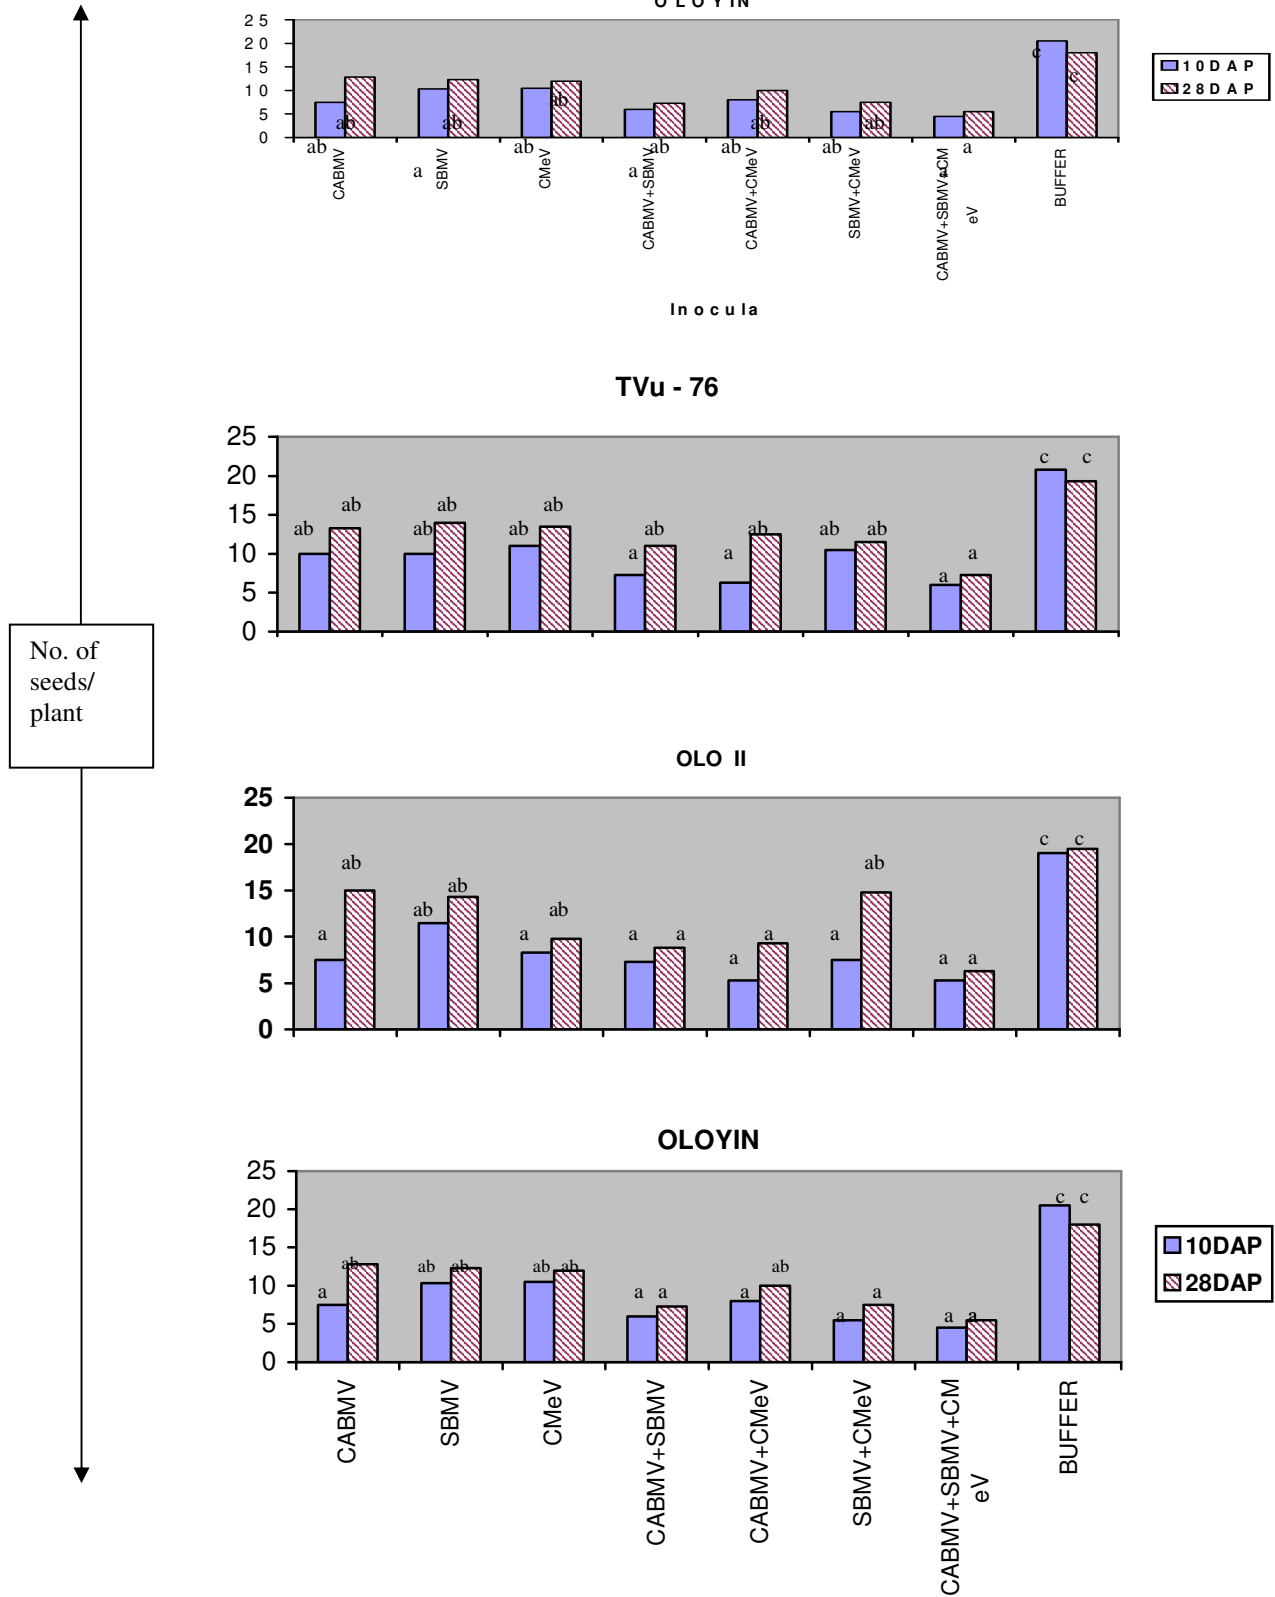 OLOYIN
25
20
15
10
5
0
c
c
ab
ab
ab
ab
ab
ab
ab
ab
ab
ab
a
a
a
a
10DAP
28DAP
CABMV
SBMV
CMeV
CABMV+SBMV
CABMV+CMeV
SBMV+CMeV
CABMV+SBMV+CM
eV
BUFFER
Inocula
TVu - 76
25
20
15
10
5
0
ab ab
ab ab
ab ab
a ab
a ab
ab ab
a a
c c
No. of
seeds/
plant
OLO II
25
20
15
10
5
0
a ab
ab ab
a ab
a a
a a
a ab
a a
c c
OLOYIN
25
20
15
10
5
0
a ab
ab ab
ab ab
a a
a ab
a a
a a
c c
10DAP
28DAP
CABMV
SBMV
CMeV
CABMV+SBMV
CABMV+CMeV
SBMV+CMeV
CABMV+SBMV+CM
eV
BUFFER